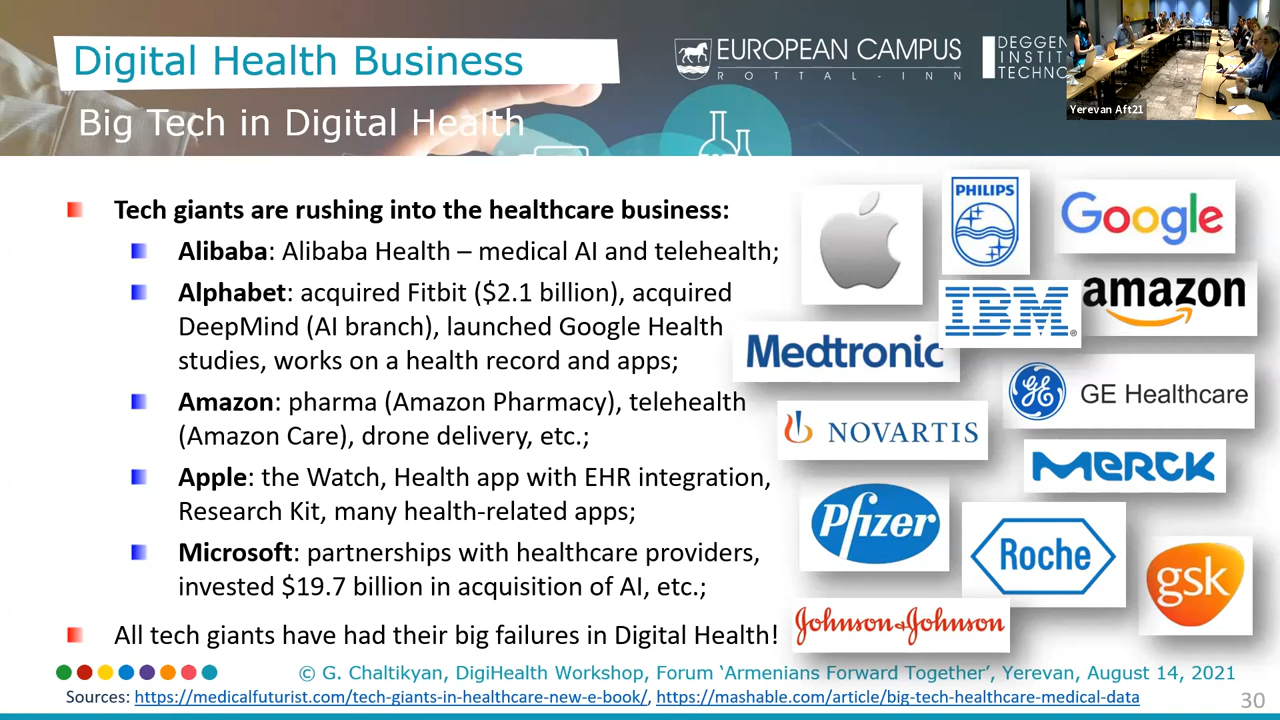 Digital Health Business
Big Tech in Digital Health
EUROPEAN CAMPUS
ROTTAL-INN
DEGGEN
INSTIT
TECHNO
Yerevan Aft21
Tech giants are rushing into the healthcare business:
Alibaba: Alibaba Health – medical AI and telehealth;
Alphabet: acquired Fitbit ($2.1 billion), acquired
DeepMind (AI branch), launched Google Health
studies, works on a health record and apps;
Amazon: pharma (Amazon Pharmacy), telehealth
(Amazon Care), drone delivery, etc.;
Apple: the Watch, Health app with EHR integration,
Research Kit, many health-related apps;
Microsoft: partnerships with healthcare providers,
invested $19.7 billion in acquisition of AI, etc.;
All tech giants have had their big failures in Digital Health!
PHILIPS
Google
IBM®
amazon
Medtronic
GE
GE Healthcare
NOVARTIS
MERCK
Pfizer
Roche
gsk
Johnson & Johnson
© G. Chaltikyan, DigiHealth Workshop, Forum ‘Armenians Forward Together’, Yerevan, August 14, 2021
Sources: https://medicalfuturist.com/tech-giants-in-healthcare-new-e-book/, https://mashable.com/article/big-tech-healthcare-medical-data
30